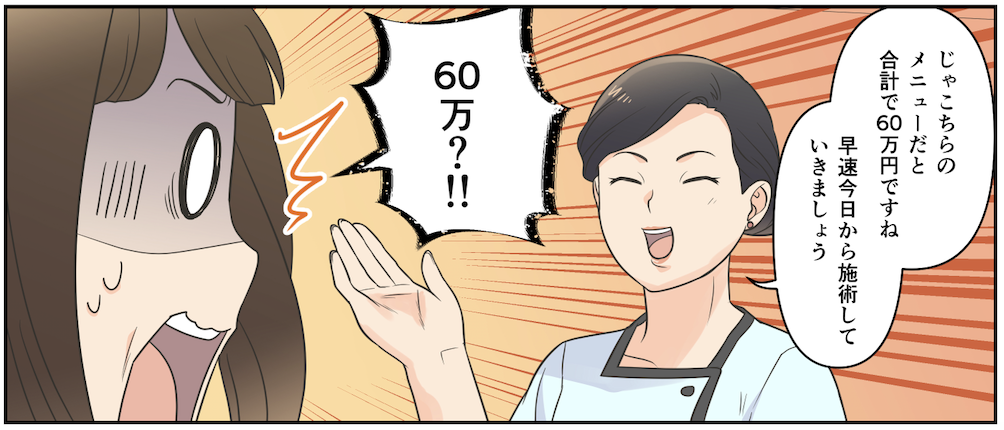 じゃこちらの
メニューだと
合計で60万円ですね
早速今日から施術して
いきましょう
60万?!!